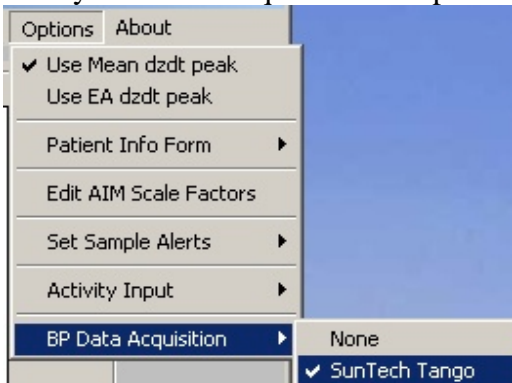 Options About
Use Mean dzdt peak
Use EA dzdt peak
Patient Info Form
Edit AIM Scale Factors
Set Sample Alerts
Activity Input
BP Data Acquisition
None
SunTech Tango